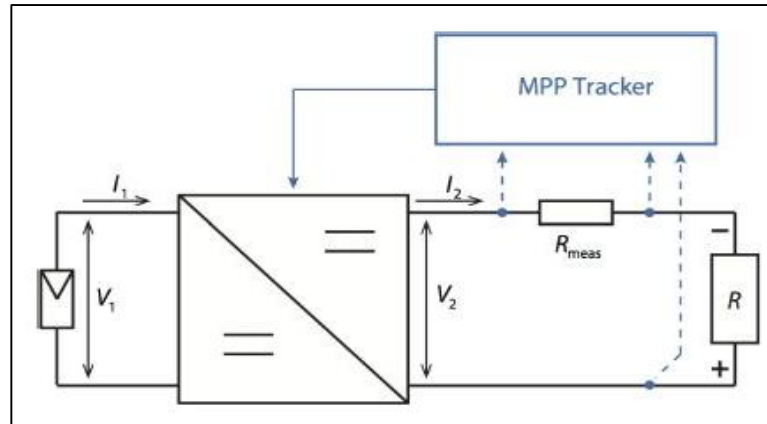 MPP Tracker
I1
I2
Rmeas
V1
V2
−
R
+